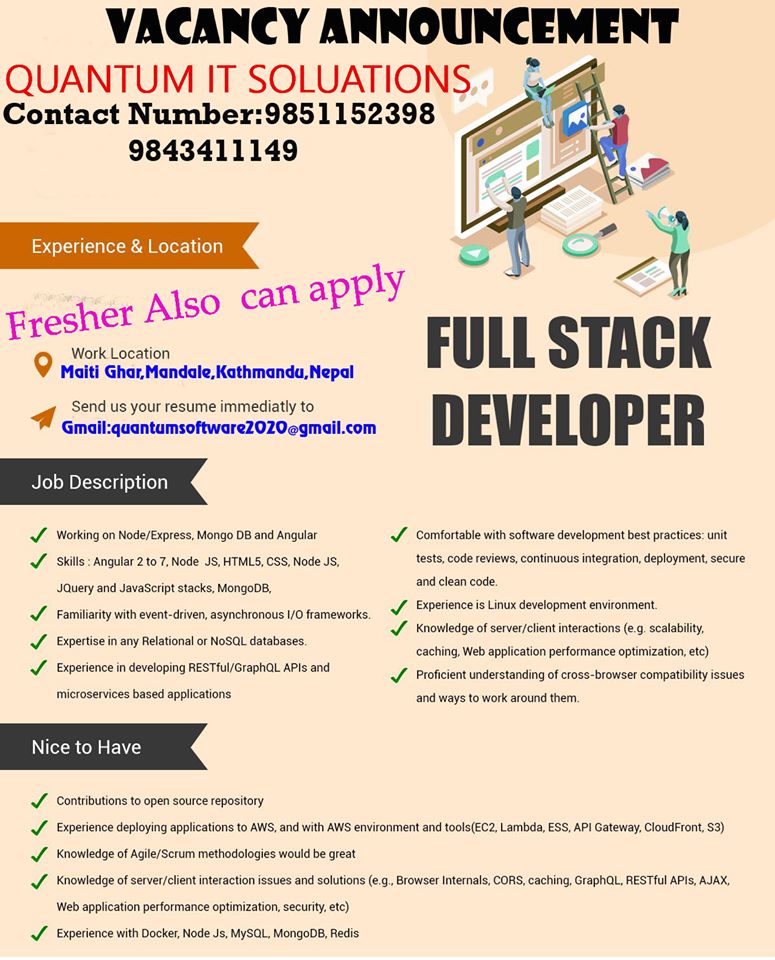 VACANCY ANNOUNCEMENT
QUANTUM IT SOLUATIONS
Contact Number:9851152398
9843411149
Experience & Location
Fresher Also can apply
Work Location
Maiti Ghar,Mandale,Kathmandu,Nepal
Send us your resume immediatly to
Gmail:quantumsoftware2020@gmail.com
FULL STACK
DEVELOPER
Job Description
Working on Node/Express, Mongo DB and Angular
Skills : Angular 2 to 7, Node JS, HTML5, CSS, Node JS,
JQuery and JavaScript stacks, MongoDB,
Familiarity with event-driven, asynchronous I/O frameworks.
Expertise in any Relational or NoSQL databases.
Experience in developing RESTful/GraphQL APIs and
microservices based applications
Comfortable with software development best practices: unit
tests, code reviews, continuous integration, deployment, secure
and clean code.
Experience is Linux development environment.
Knowledge of server/client interactions (e.g. scalability,
caching, Web application performance optimization, etc)
Proficient understanding of cross-browser compatibility issues
and ways to work around them.
Nice to Have
Contributions to open source repository
Experience deploying applications to AWS, and with AWS environment and tools(EC2, Lambda, ESS, API Gateway, CloudFront, S3)
Knowledge of Agile/Scrum methodologies would be great
Knowledge of server/client interaction issues and solutions (e.g., Browser Internals, CORS, caching, GraphQL, RESTful APIs, AJAX,
Web application performance optimization, security, etc)
Experience with Docker, Node Js, MySQL, MongoDB, Redis